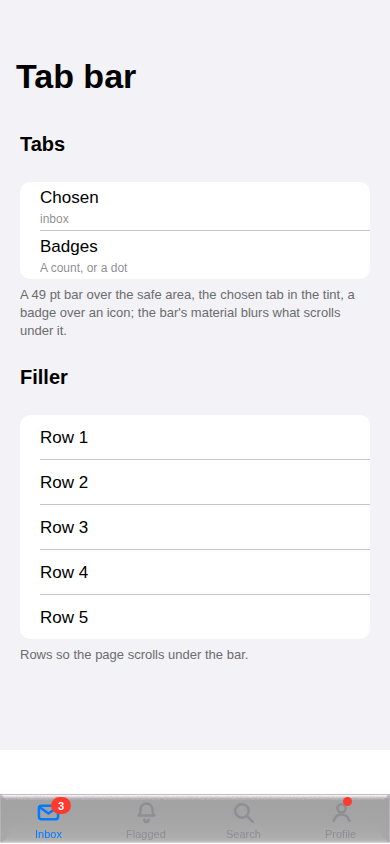 Tab bar
Tabs
Chosen
inbox
Badges
A count, or a dot
A 49 pt bar over the safe area, the chosen tab in the tint, a
badge over an icon; the bar's material blurs what scrolls
under it.
Filler
Row 1
Row 2
Row 3
Row 4
Row 5
Rows so the page scrolls under the bar.
3
Inbox
Flagged
Search
Profile